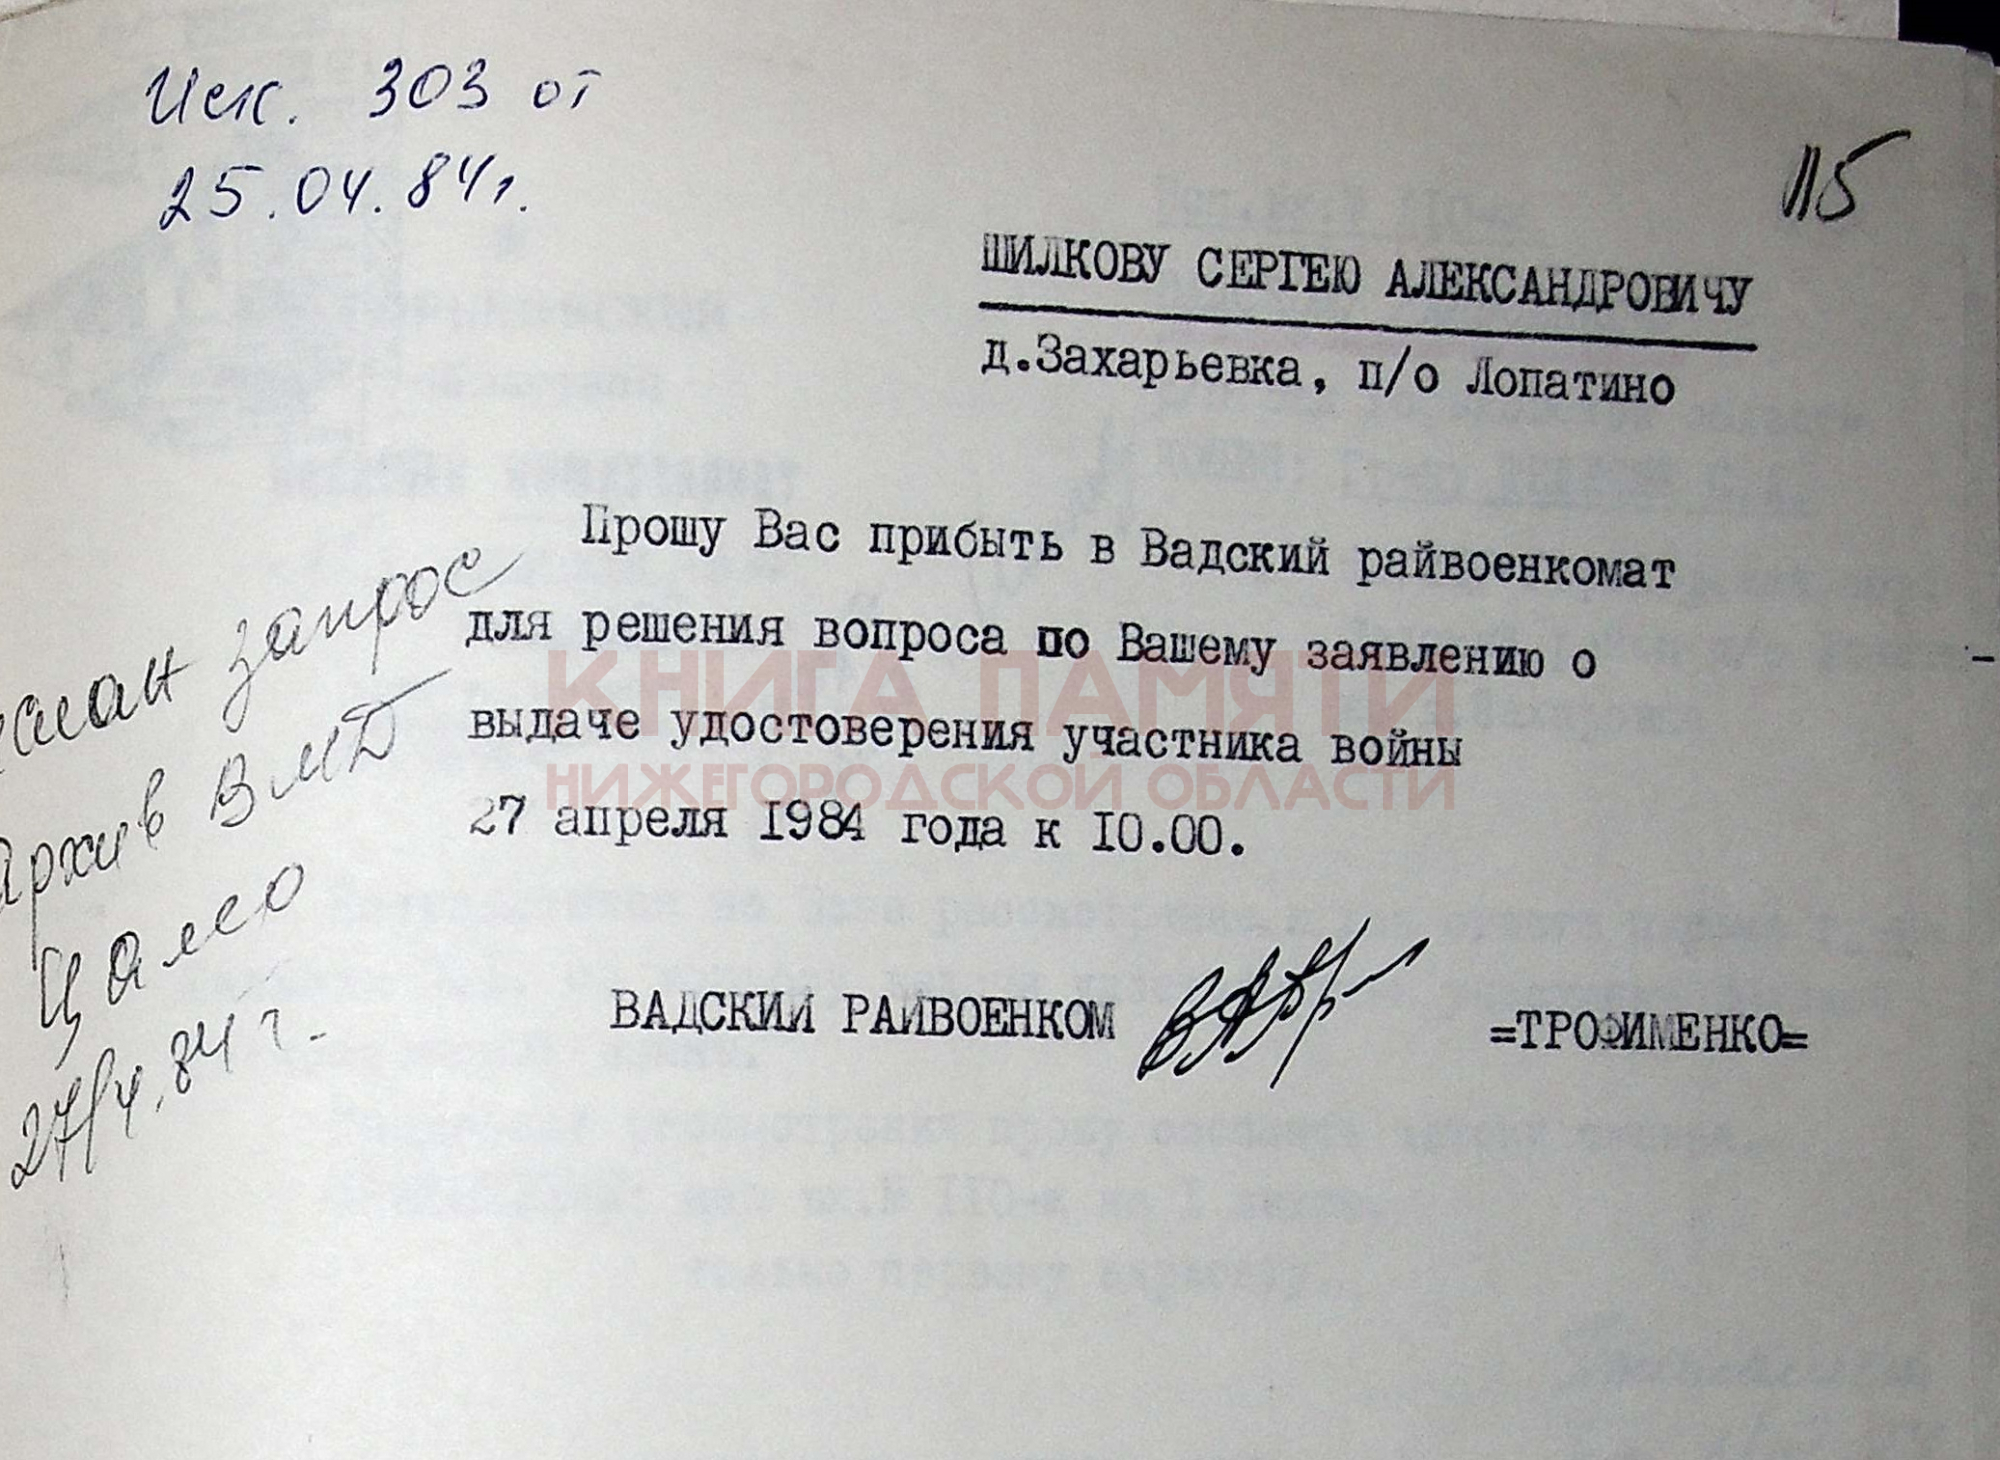 Исх. 303 от
25.04.84г.
115
ШИЛКОВУ СЕРГЕЮ АЛЕКСАНДРОВИЧУ
д.Захарьевка, п/о Лопатино
Прошу Вас прибыть в Вадский райвоенкомат
для решения вопроса по Вашему заявлению о
выдаче удостоверения участника войны
27 апреля 1984 года к 10.00.
КНИГА ПАМЯТИ
НИЖЕГОРОДСКОЙ ОБЛАСТИ
запрос
Архив ВМД
ЦАМО
27/4.84 г.
ВАДСКИЙ РАЙВОЕНКОМ
=ТРОФИМЕНКО=